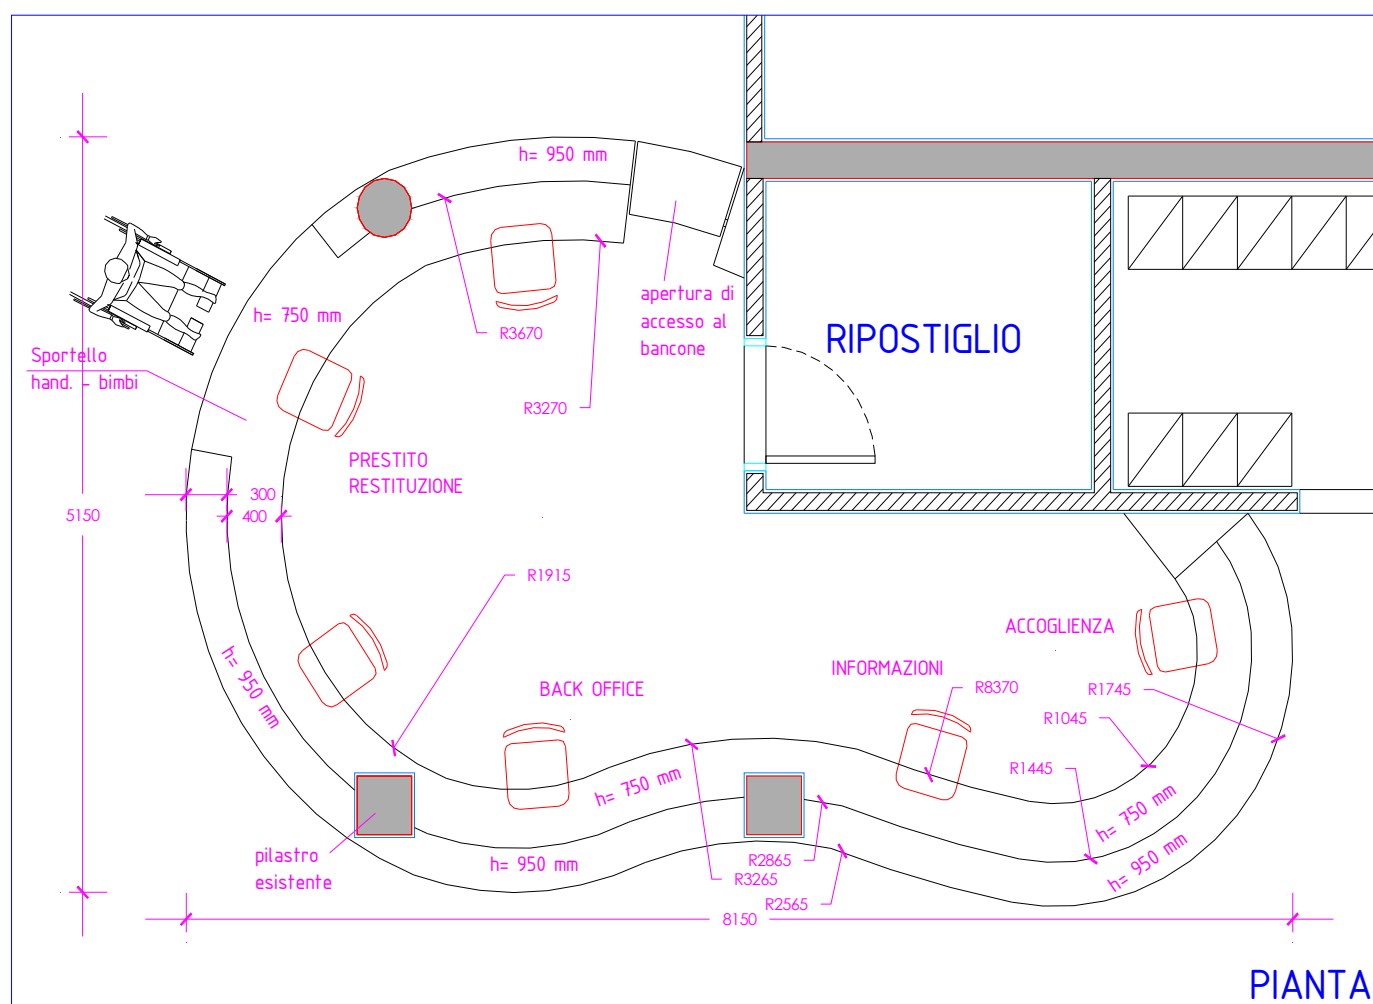 h= 950 mm
apertura di
accesso al
bancone
h= 750 mm
R3670
RIPOSTIGLIO
Sportello
hand. - bimbi
R3270
PRESTITO
RESTITUZIONE
300
400
5150
R1915
ACCOGLIENZA
INFORMAZIONI
BACK OFFICE
h= 950 mm
R8370
R1745
R1045
R1445
h= 750 mm
h= 750 mm
h= 950 mm
pilastro
esistente
h= 950 mm
R2865
R3265
R2565
8150
PIANTA